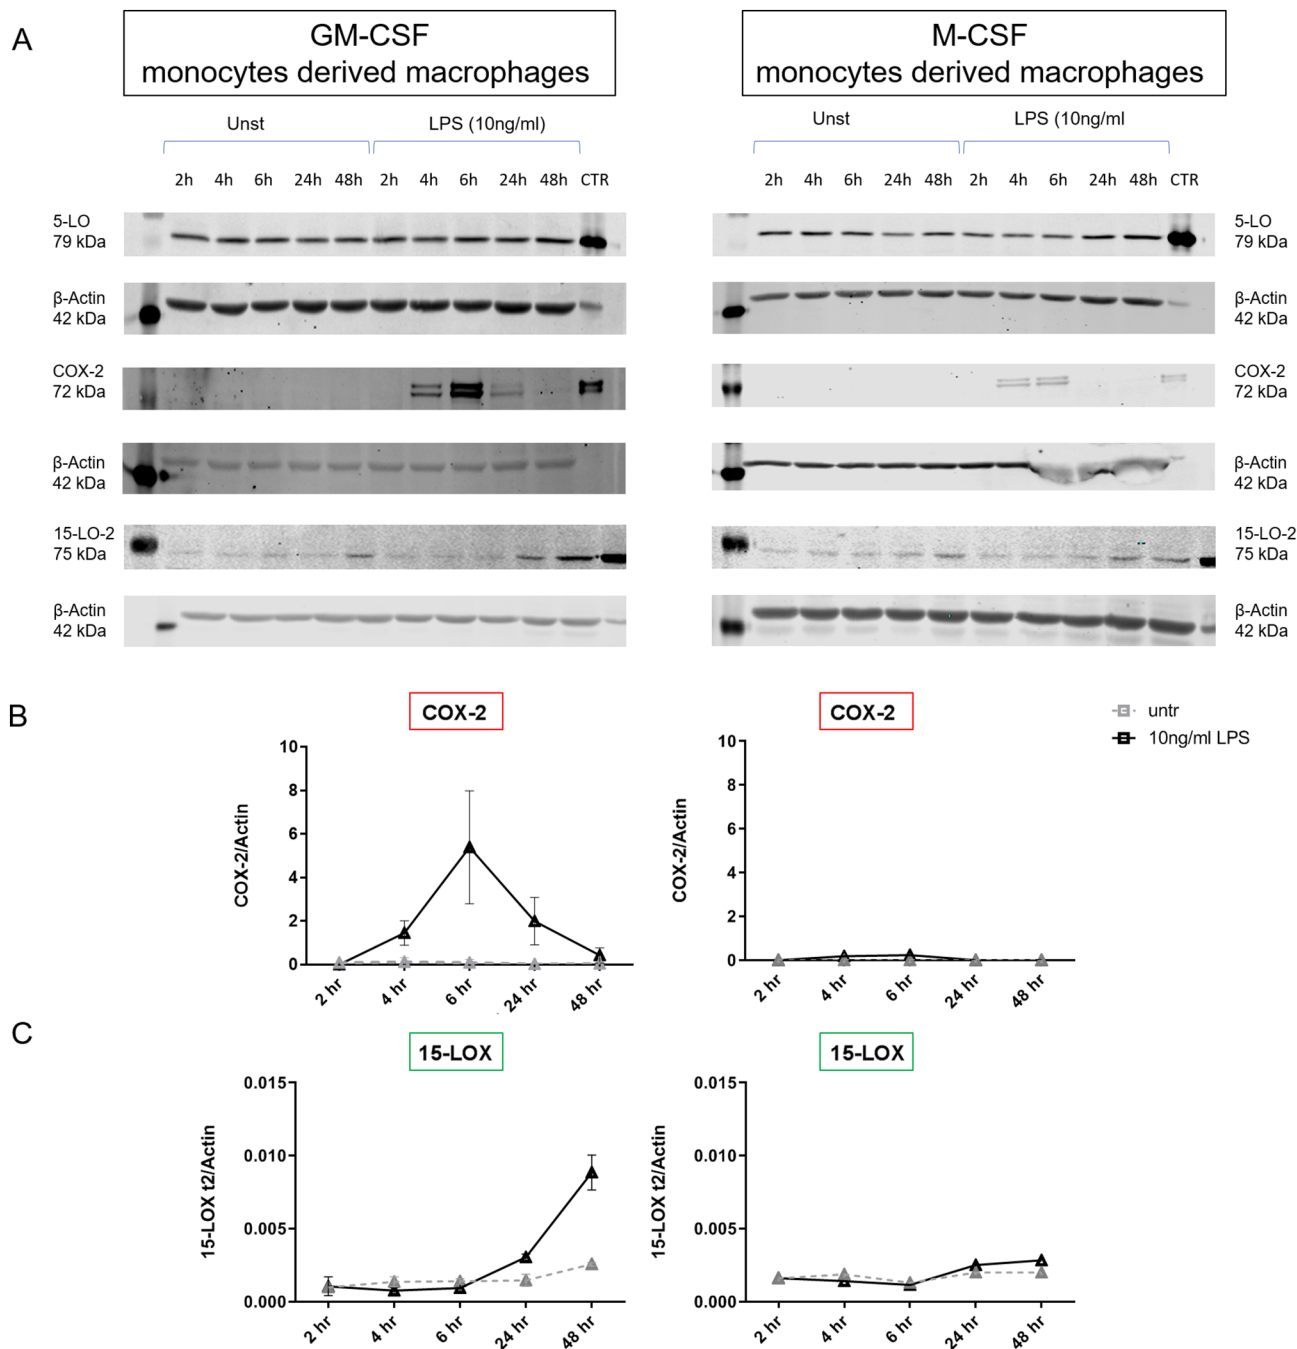 A
GM-CSF
monocytes derived macrophages
M-CSF
monocytes derived macrophages
Unst
LPS (10ng/ml)
Unst
LPS (10ng/ml
2h 4h 6h 24h 48h 2h 4h 6h 24h 48h CTR
2h 4h 6h 24h 48h 2h 4h 6h 24h 48h CTR
5-LO
79 kDa
5-LO
79 kDa
β-Actin
42 kDa
β-Actin
42 kDa
COX-2
72 kDa
COX-2
72 kDa
β-Actin
42 kDa
β-Actin
42 kDa
15-LO-2
75 kDa
15-LO-2
75 kDa
β-Actin
42 kDa
β-Actin
42 kDa
B
COX-2
COX-2/Actin
10
8
6
4
2
0
2 hr 4 hr 6 hr 24 hr 48 hr
COX-2
COX-2/Actin
10
8
6
4
2
0
2 hr 4 hr 6 hr 24 hr 48 hr
untr
10ng/ml LPS
C
15-LOX
15-LOX t2/Actin
0.015
0.010
0.005
0.000
2 hr 4 hr 6 hr 24 hr 48 hr
15-LOX
15-LOX t2/Actin
0.015
0.010
0.005
0.000
2 hr 4 hr 6 hr 24 hr 48 hr